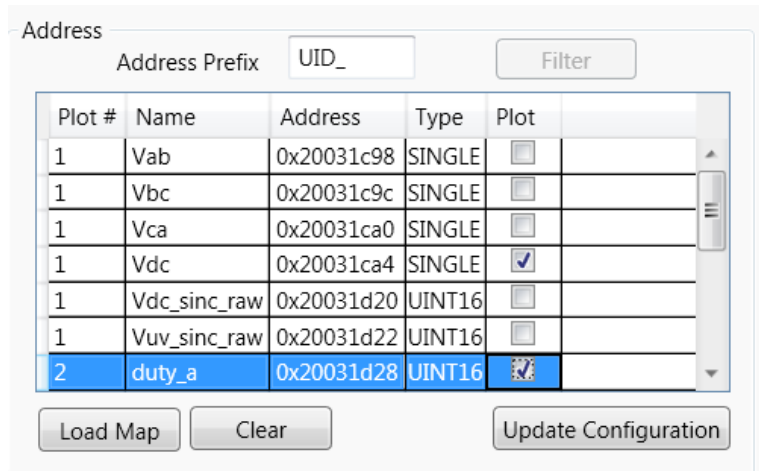 Address
Address Prefix UID_ Filter
Plot # Name Address Type Plot
1 Vab 0x20031c98 SINGLE
1 Vbc 0x20031c9c SINGLE
1 Vca 0x20031ca0 SINGLE
1 Vdc 0x20031ca4 SINGLE
1 Vdc_sinc_raw 0x20031d20 UINT16
1 Vuv_sinc_raw 0x20031d22 UINT16
2 duty_a 0x20031d28 UINT16
Load Map Clear Update Configuration